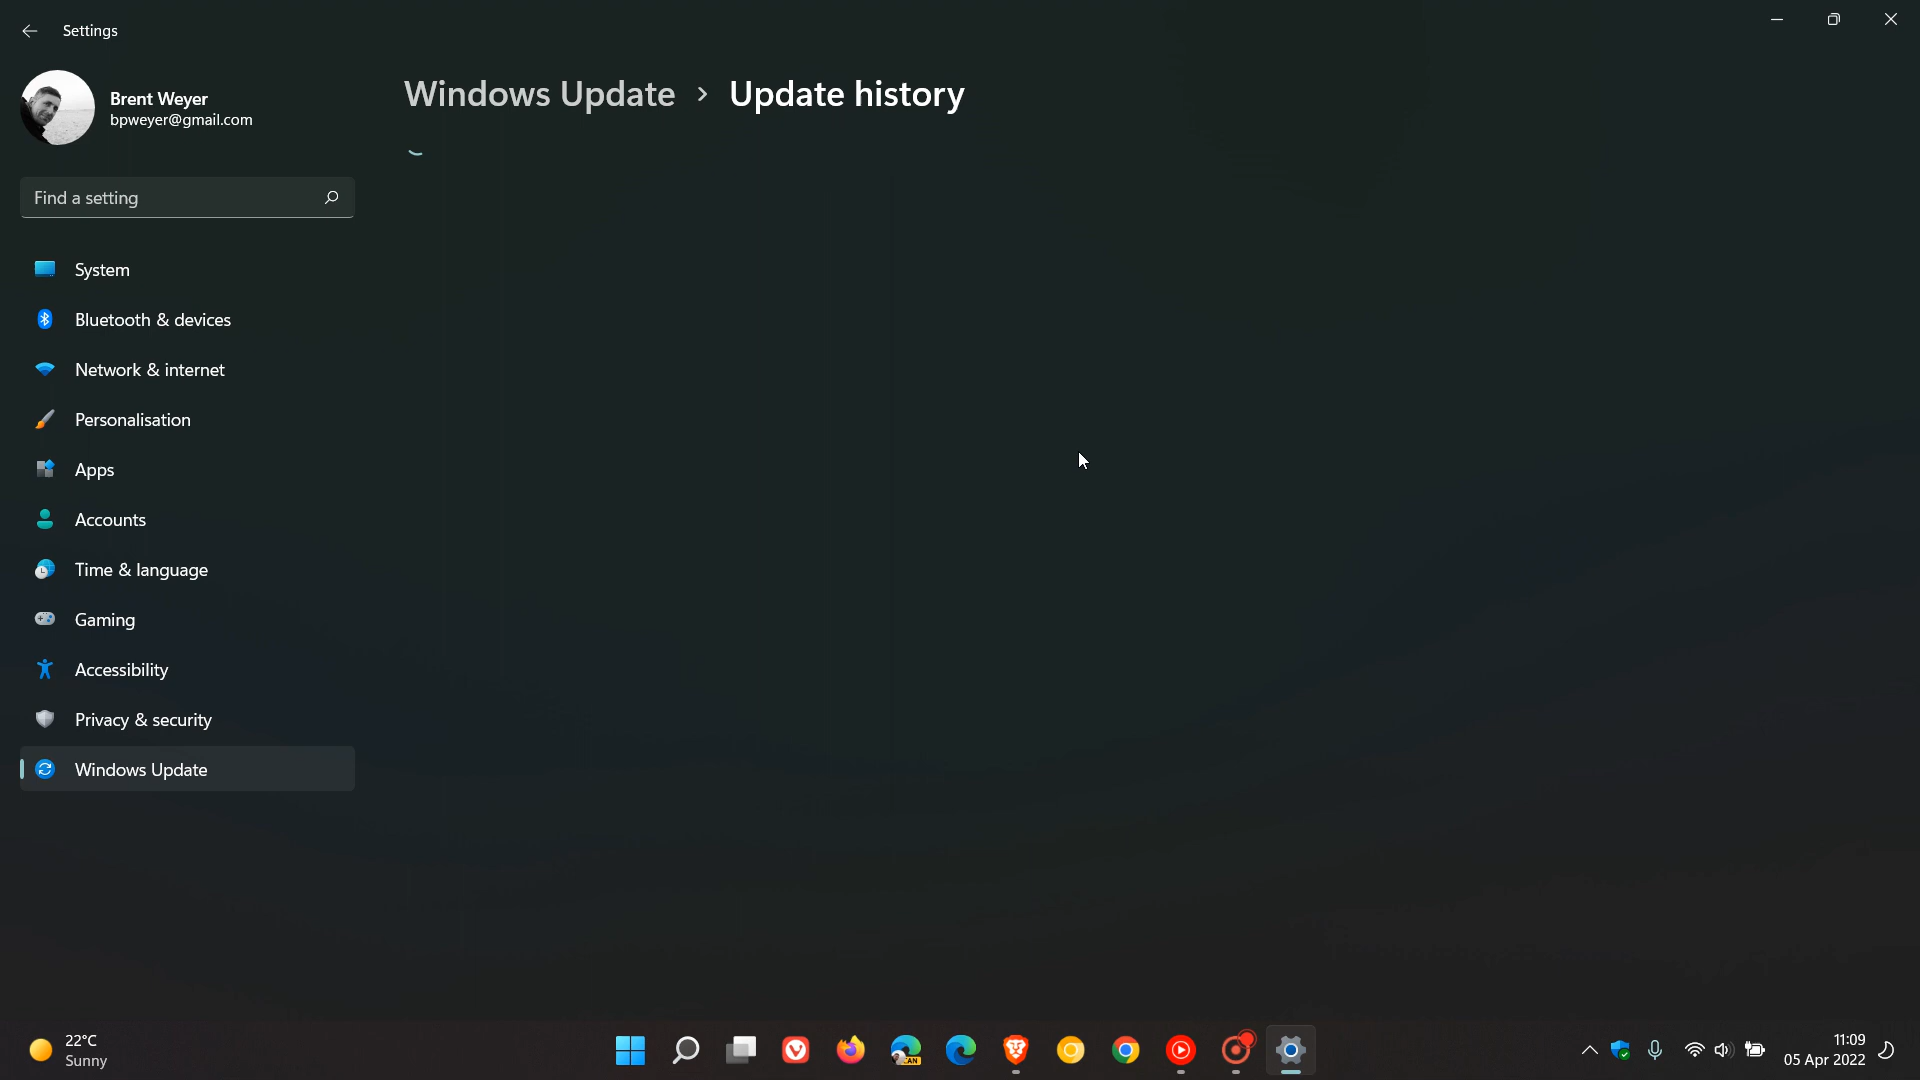 Settings
Brent Weyer
bpweyer@gmail.com
Windows Update > Update history
Find a setting
System
Bluetooth & devices
Network & internet
Personalisation
Apps
Accounts
Time & language
Gaming
Accessibility
Privacy & security
Windows Update
22°C
Sunny
CAN
11:09
05 Apr 2022